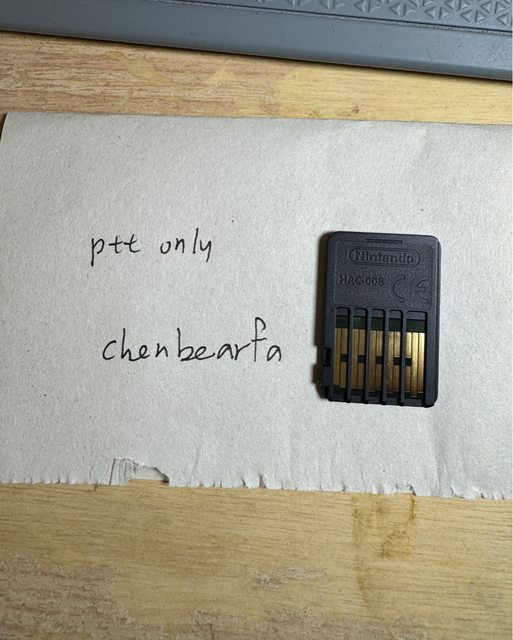 ptt only
Nintendo
HAC-008
CE
chenbearfa